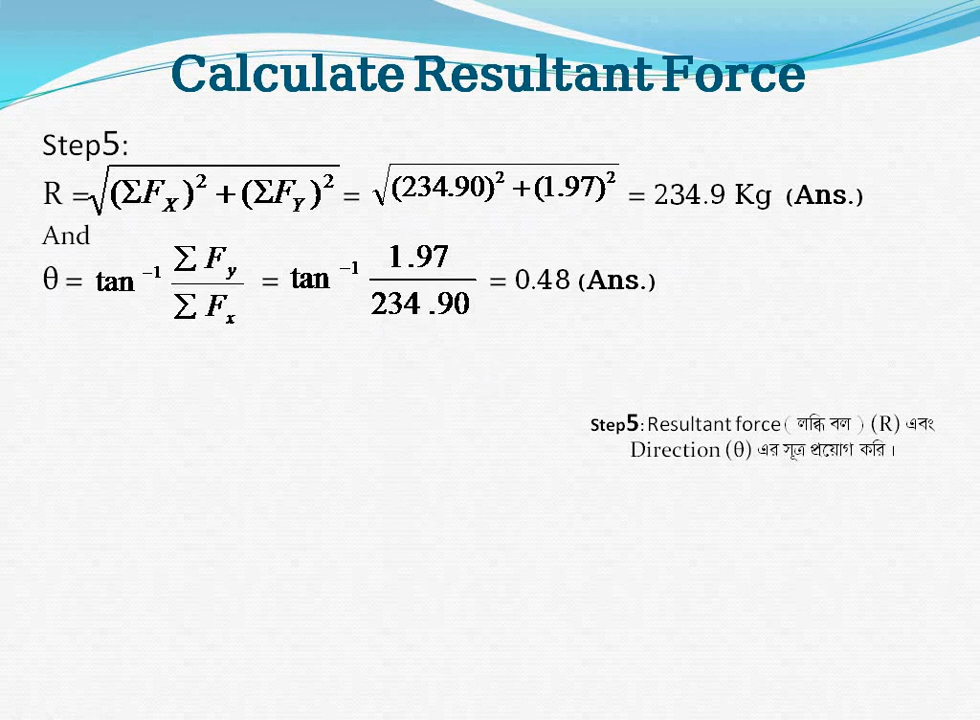 Calculate Resultant Force
Step5:
R = √(ΣF_X)² + (ΣF_Y)² = √(234.90)² + (1.97)² = 234.9 Kg (Ans.)
And
θ = tan⁻¹ ΣF_y / ΣF_x = tan⁻¹ 1.97 / 234 .90 = 0.48 (Ans.)
Step5: Resultant force ( লব্ধি বল ) (R) এবং
Direction (θ) এর সূত্র প্রয়োগ করি ।